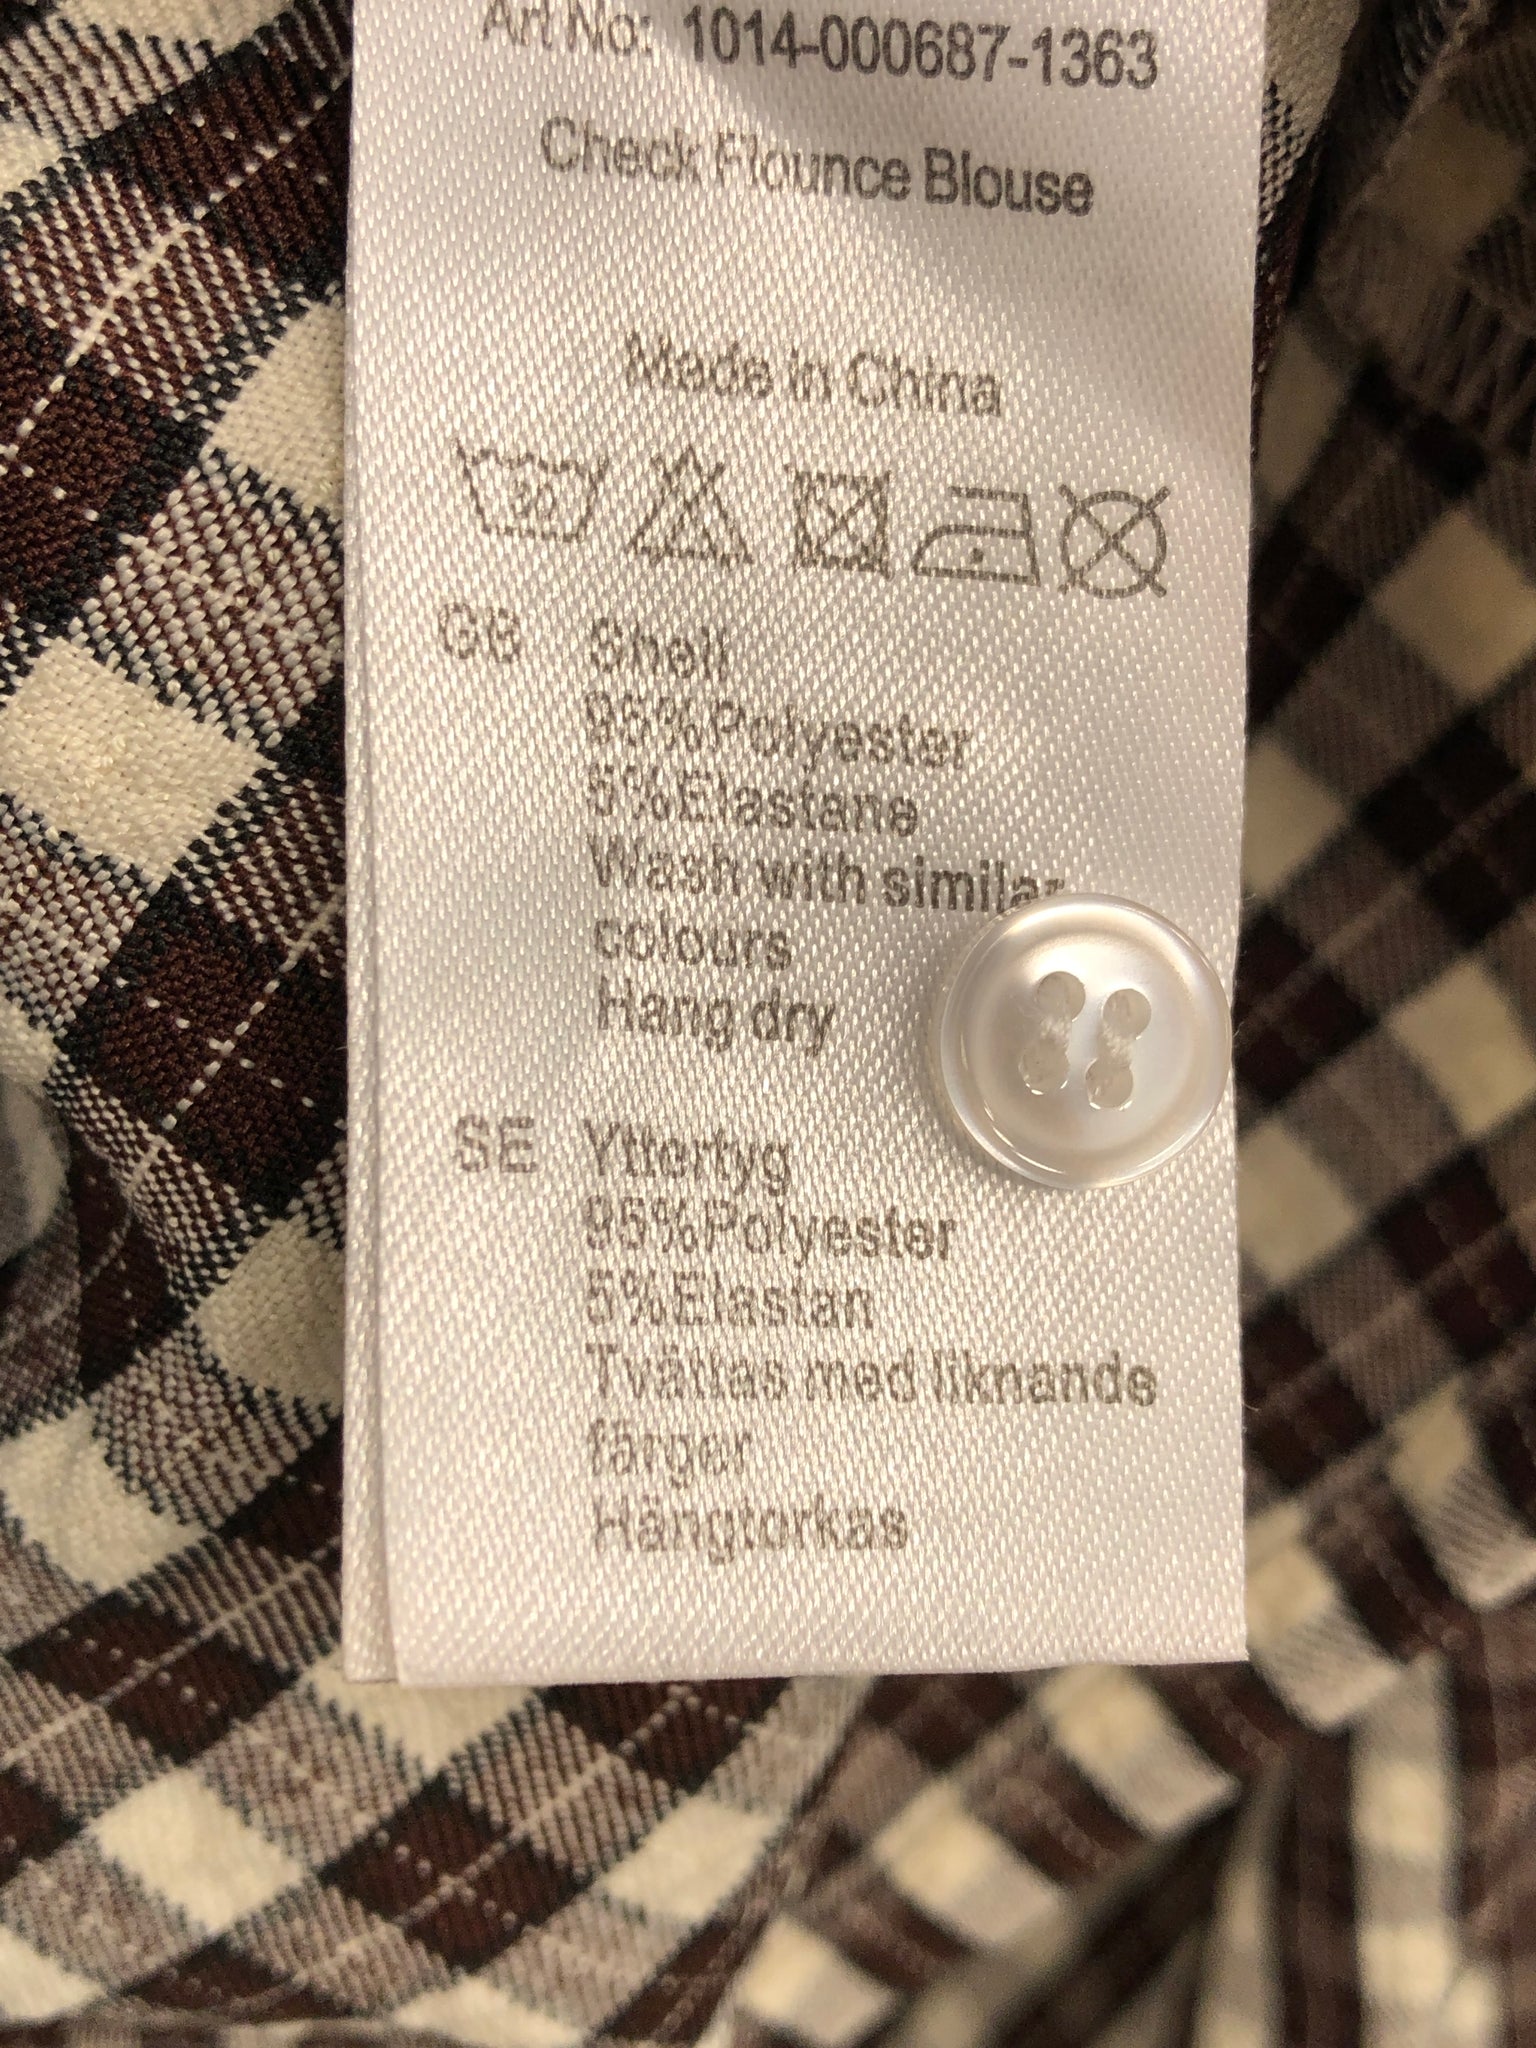 Art No: 1014-000687-1363
Check Flounce Blouse
Made in China
30
GB Shell
95%Polyester
5%Elastane
Wash with similar
colours
Hang dry
SE Yttertyg
95%Polyester
5%Elastan
Tvättas med liknande
färger
Hängtorkas